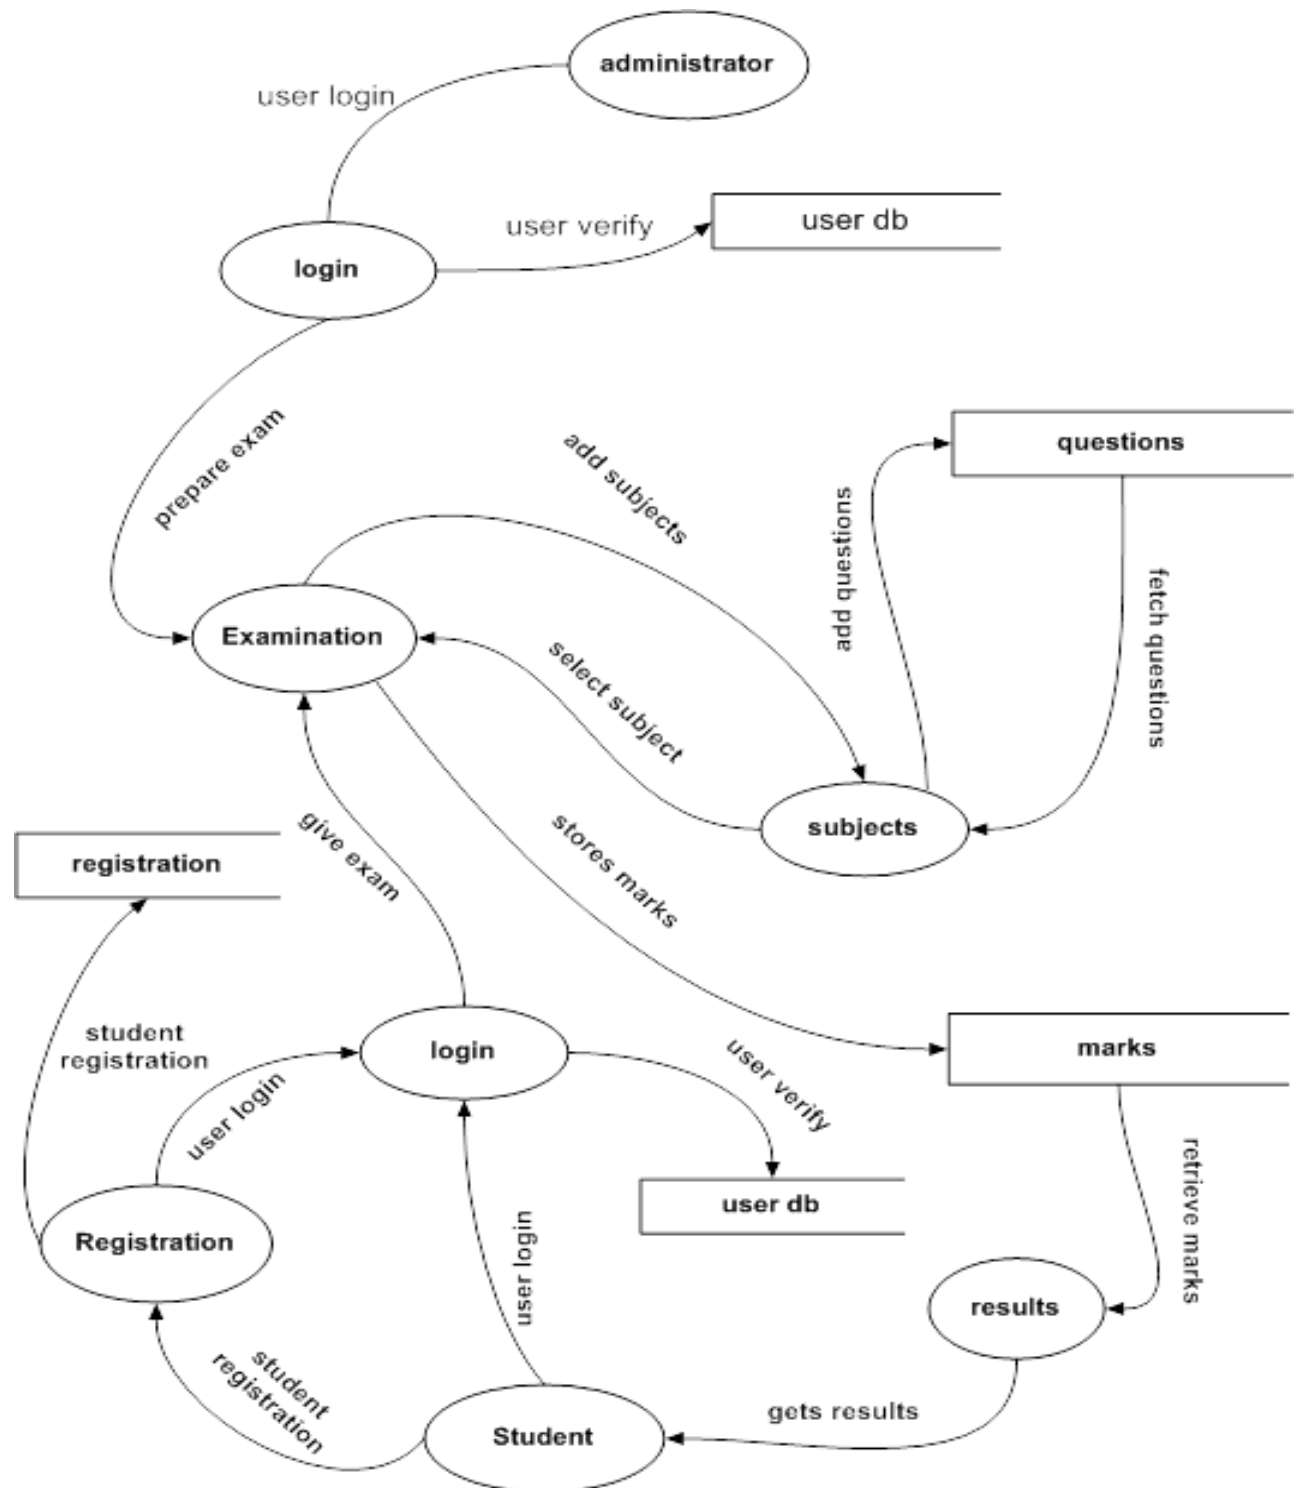 administrator
user login
user verify
user db
login
prepare exam
add subjects
questions
add questions
fetch questions
Examination
select subject
subjects
give exam
stores marks
registration
student
registration
login
user login
user verify
marks
retrieve marks
user db
Registration
user login
results
student
registration
gets results
Student